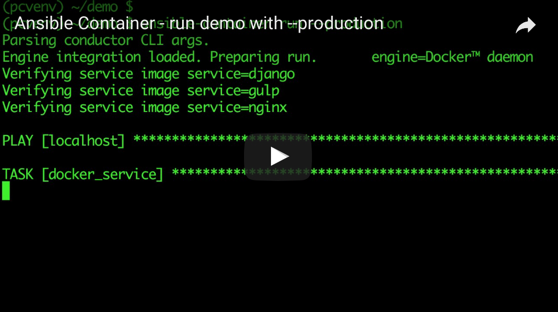 (pcvenv) ~/demo $
Ansible Container - run demo with --production
Parsing conductor CLI args.
Engine integration loaded. Preparing run. engine=Docker™ daemon
Verifying service image service=django
Verifying service image service=gulp
Verifying service image service=nginx
PLAY [localhost] *******************************************************
TASK [docker_service] **************************************************